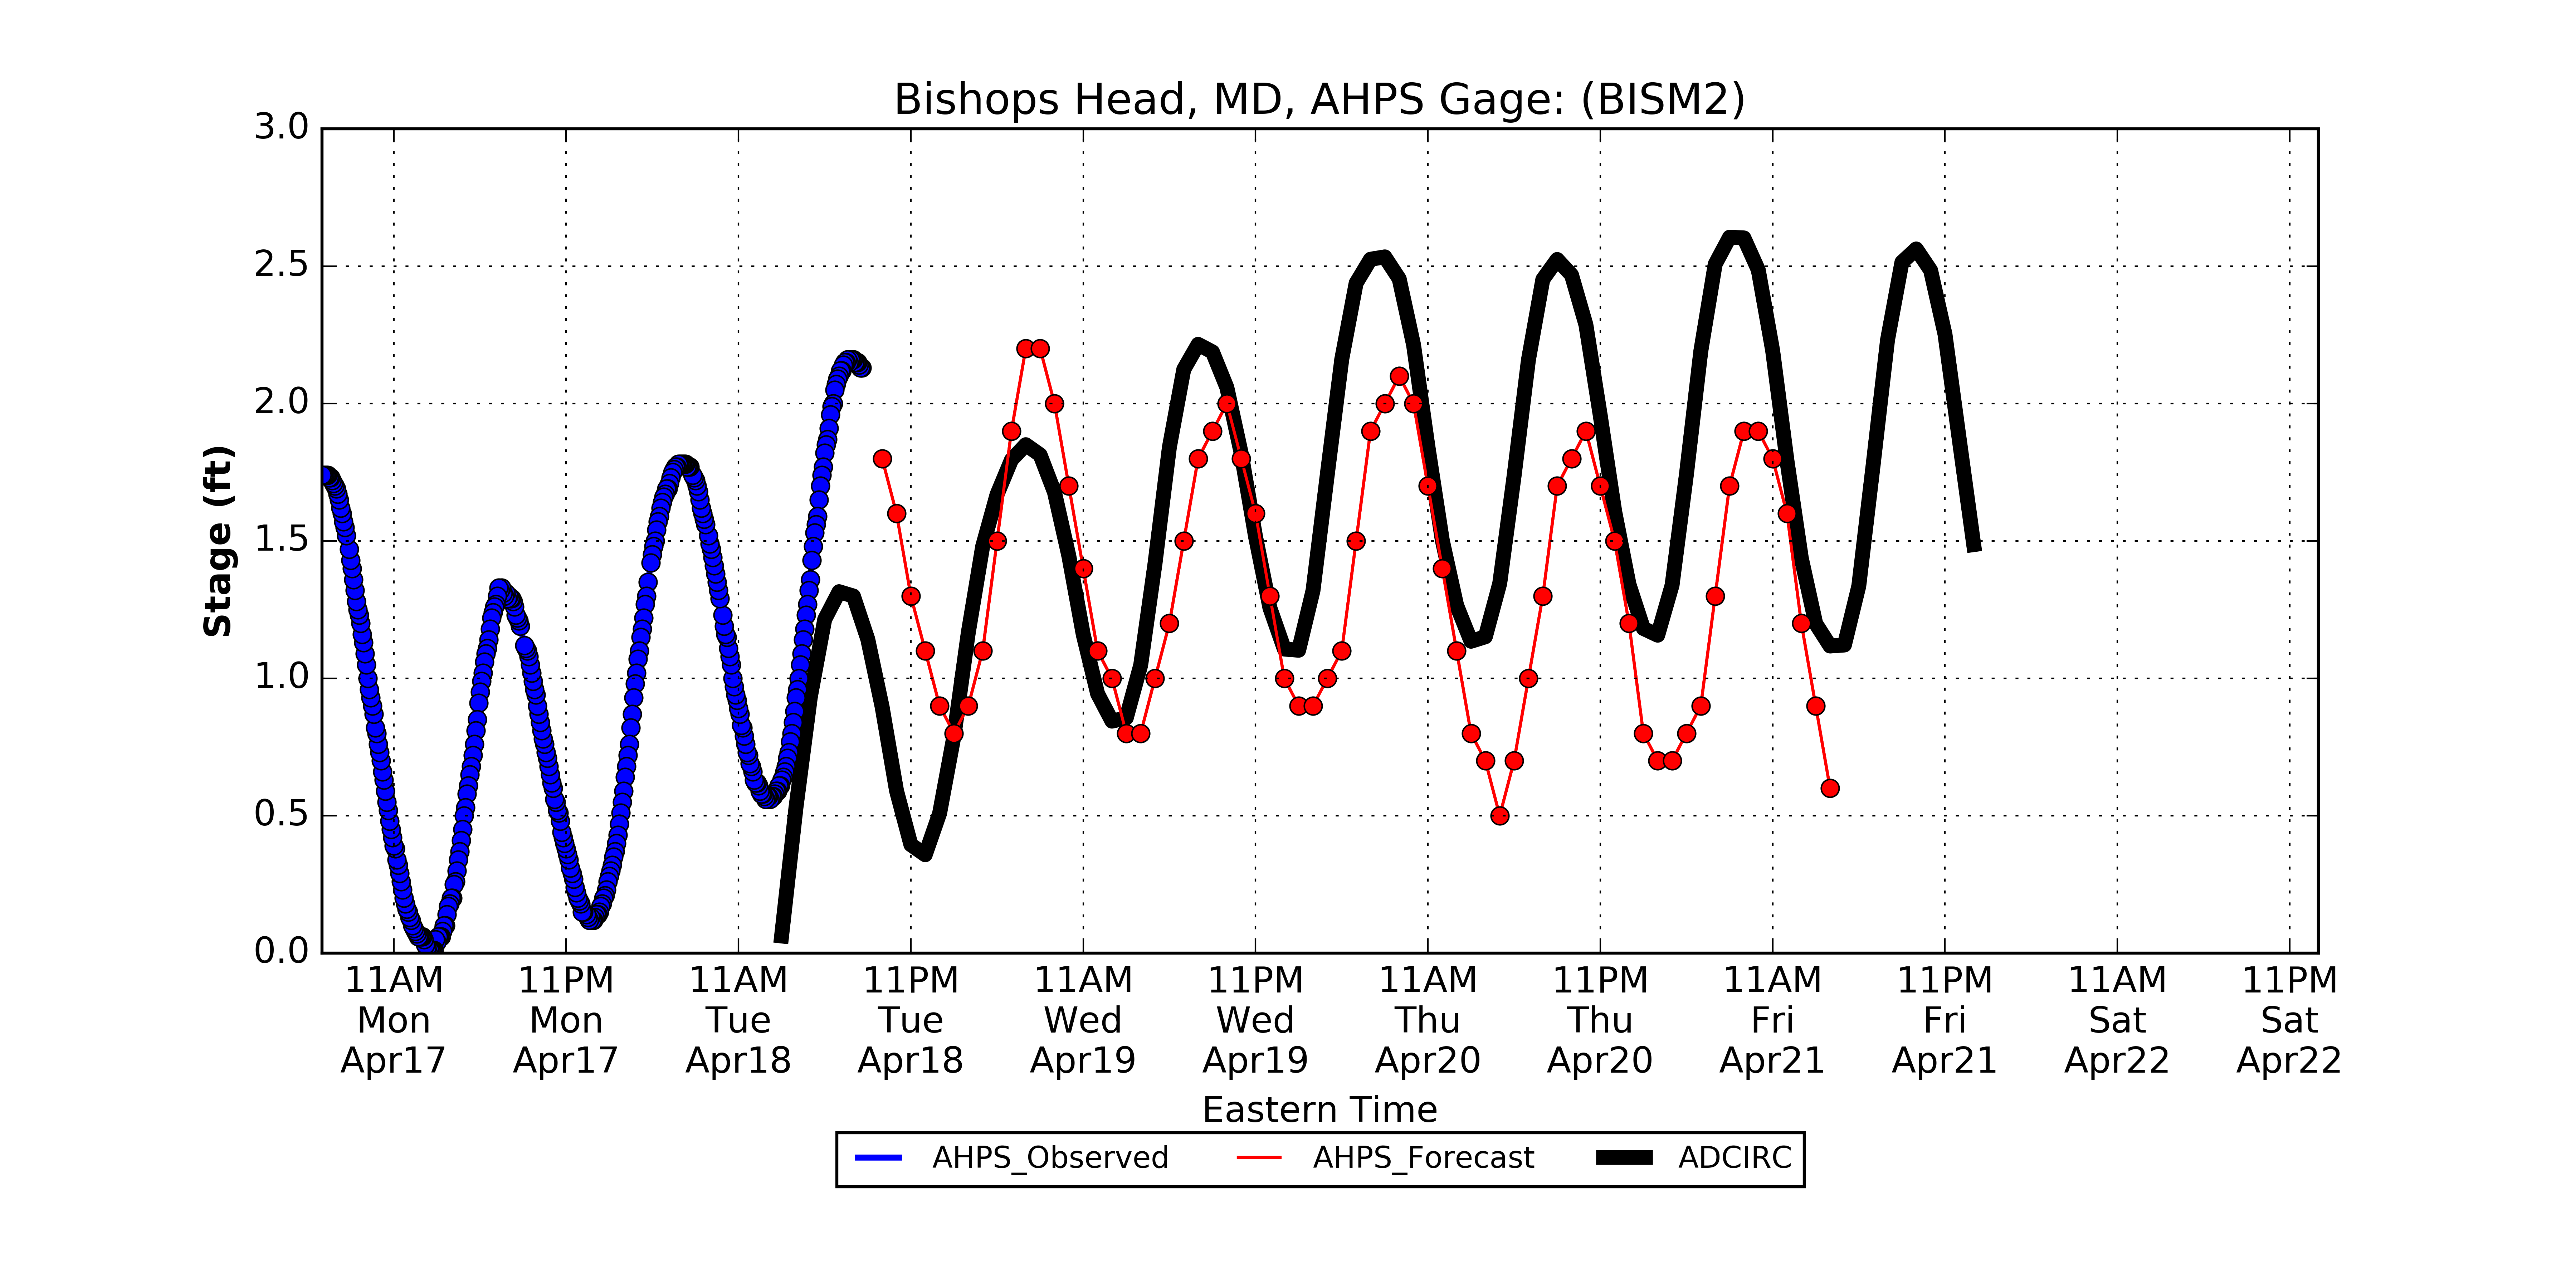 Bishops Head, MD, AHPS Gage: (BISM2)
3.0
2.5
2.0
1.5
1.0
0.5
0.0
Stage (ft)
11AM 11PM 11AM 11PM 11AM 11PM 11AM 11PM 11AM 11PM 11AM 11PM
Mon Mon Tue Tue Wed Wed Thu Thu Fri Fri Sat Sat
Apr17 Apr17 Apr18 Apr18 Apr19 Apr19 Apr20 Apr20 Apr21 Apr21 Apr22 Apr22
Eastern Time
AHPS_Observed AHPS_Forecast ADCIRC